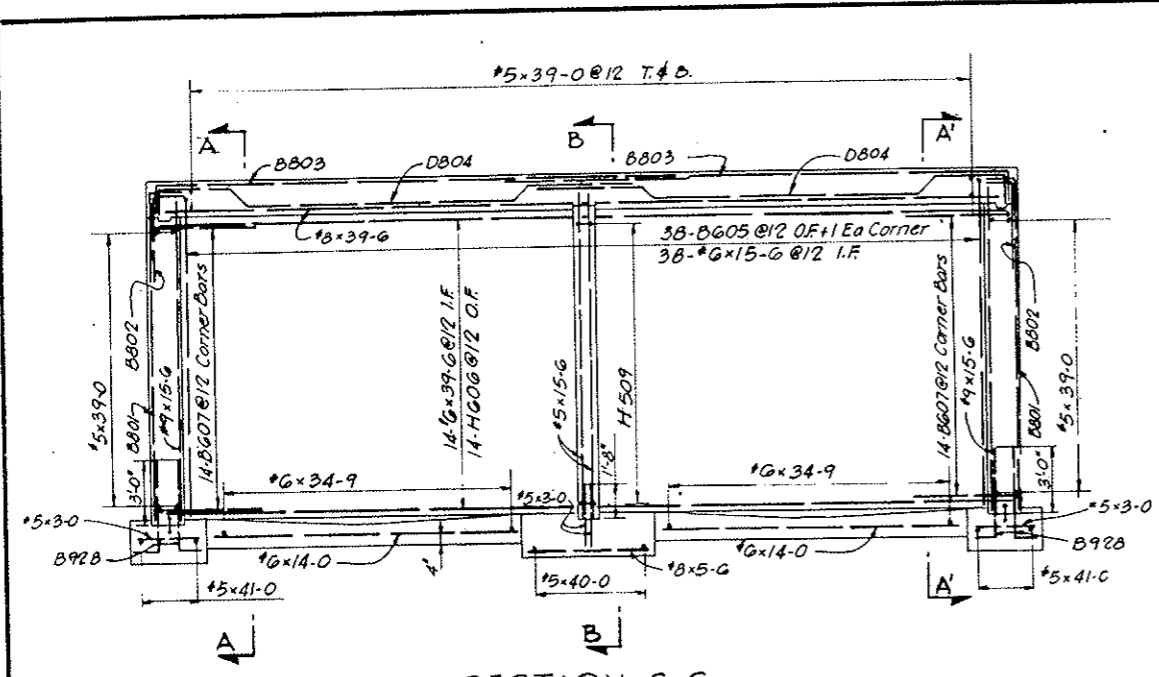 #5×39-0 @12 T.&B.
A
B
A'
B803
D804
B803
D804
#8×39-6
38-B605 @12 O.F.+1 Ea Corner
38-#6×15-6 @12 I.F.
#5×39-0
B801
B802
#9×15-6
14-B607@12 Corner Bars
14-#6×39-6@12 I.F.
14-H606@12 O.F.
#5×15-6
H509
14-B607@12 Corner Bars
#9×15-6
B802
B801
#5×39-0
3'-0"
#6×34-9
1'-8"
#6×34-9
3'-0"
#5×3-0
#5×3-0
#5×3-0
B928
#6×14-0
4"
#6×14-0
B928
#5×41-0
#5×40-0
#8×5-6
#5×41-0
A
B
A'